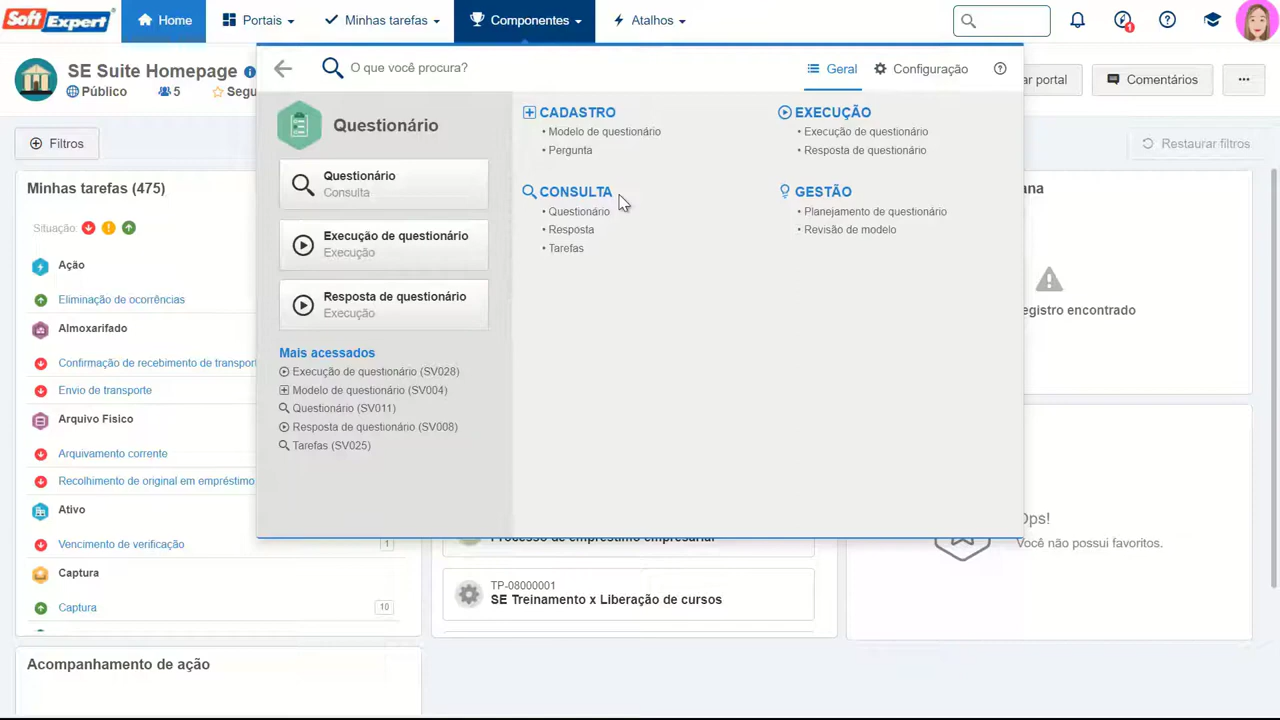 SoftExpert
Home
Portais
Minhas tarefas
Componentes
Atalhos
1
SE Suite Homepage
Público
5
Segu
ar portal
Comentários
...
O que você procura?
Geral
Configuração
Filtros
Restaurar filtros
Questionário
Questionário
Consulta
Execução de questionário
Execução
Resposta de questionário
Execução
Mais acessados
Execução de questionário (SV028)
Modelo de questionário (SV004)
Questionário (SV011)
Resposta de questionário (SV008)
Tarefas (SV025)
CADASTRO
• Modelo de questionário
• Pergunta
CONSULTA
• Questionário
• Resposta
• Tarefas
EXECUÇÃO
• Execução de questionário
• Resposta de questionário
GESTÃO
• Planejamento de questionário
• Revisão de modelo
Minhas tarefas (475)
Situação:
Ação
Eliminação de ocorrências
Almoxarifado
Confirmação de recebimento de transport
Envio de transporte
Arquivo Fisico
Arquivamento corrente
Recolhimento de original em empréstimo
Ativo
Vencimento de verificação
1
Captura
Captura
10
Acompanhamento de ação
Processo de empréstimo empresarial
TP-08000001
SE Treinamento x Liberação de cursos
ana
egistro encontrado
Ops!
Você não possui favoritos.